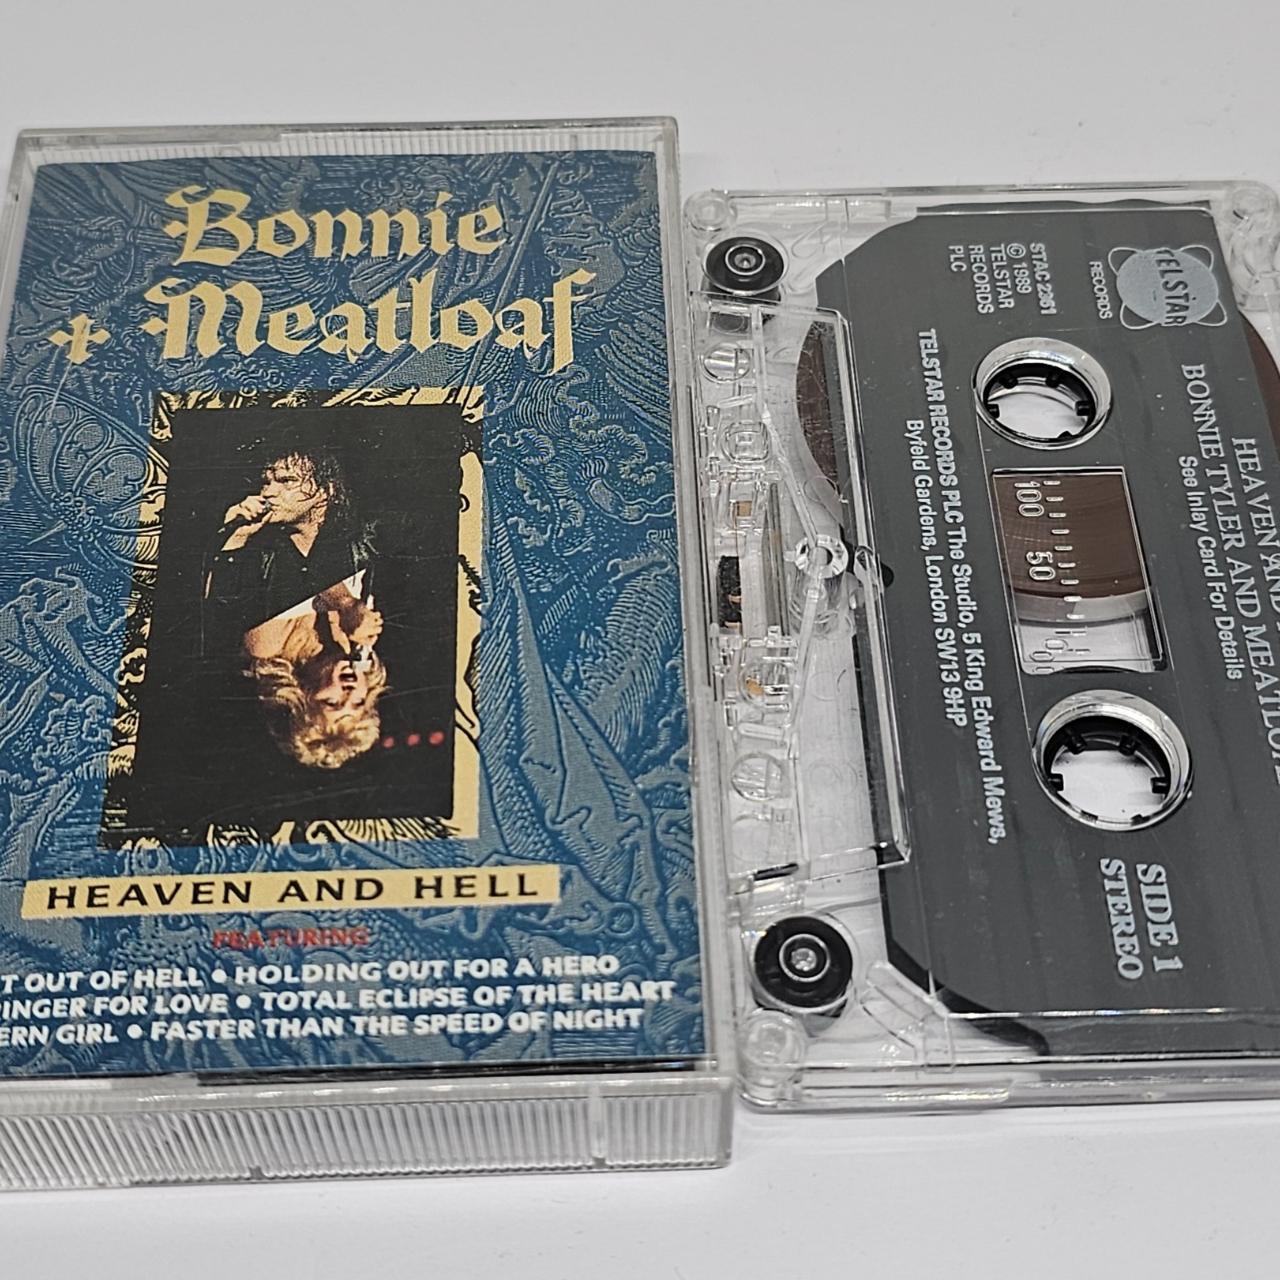 Bonnie
+ Meatloaf
HEAVEN AND HELL
FEATURING
T OUT OF HELL • HOLDING OUT FOR A HERO
INGER FOR LOVE • TOTAL ECLIPSE OF THE HEART
ERN GIRL • FASTER THAN THE SPEED OF NIGHT
TELSTAR
RECORDS
STAC 2361
© 1989
TELSTAR
RECORDS
PLC
HEAVEN AND
BONNIE TYLER AND MEATLOAF
See Inlay Card For Details
TELSTAR RECORDS PLC The Studio, 5 King Edward Mews,
Byfeld Gardens, London SW13 9HP
100 50 0
SIDE 1
STEREO